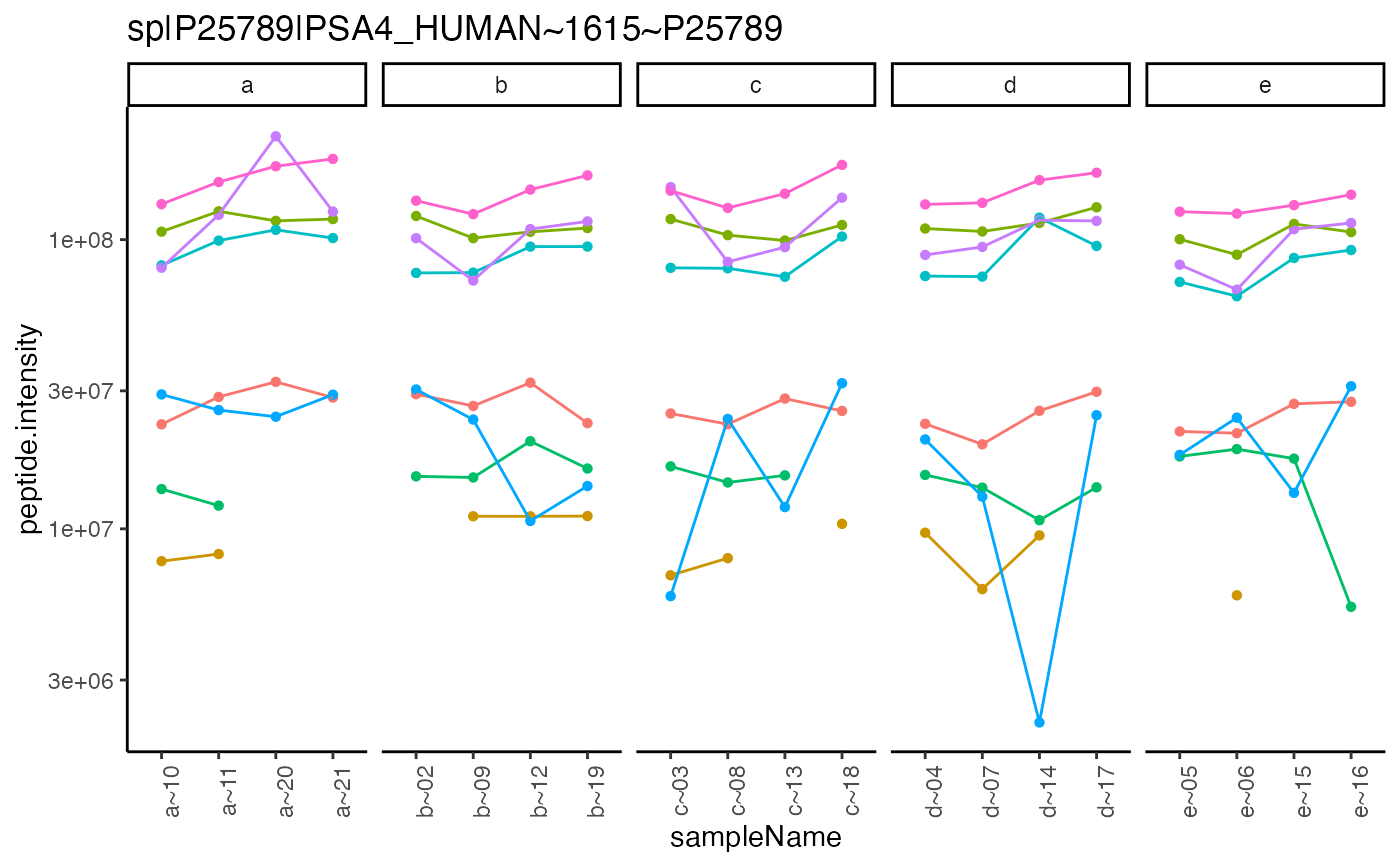 sp|P25789|PSA4_HUMAN~1615~P25789
a b c d e
peptide.intensity
1e+08
3e+07
1e+07
3e+06
a~10 a~11 a~20 a~21 b~02 b~09 b~12 b~19 c~03 c~08 c~13 c~18 d~04 d~07 d~14 d~17 e~05 e~06 e~15 e~16
sampleName